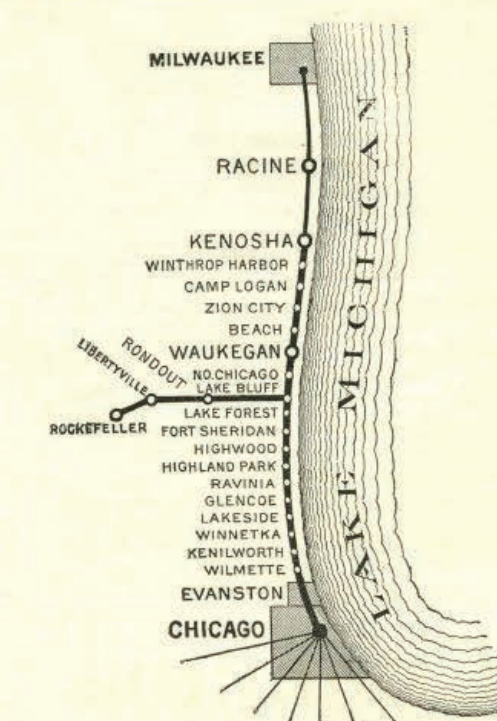 MILWAUKEE
RACINE
KENOSHA
WINTHROP HARBOR
CAMP LOGAN
ZION CITY
BEACH
WAUKEGAN
NO. CHICAGO
LAKE BLUFF
RONDOUT
LIBERTYVILLE
ROCKEFELLER
LAKE FOREST
FORT SHERIDAN
HIGHWOOD
HIGHLAND PARK
RAVINIA
GLENCOE
LAKESIDE
WINNETKA
KENILWORTH
WILMETTE
EVANSTON
CHICAGO
LAKE MICHIGAN